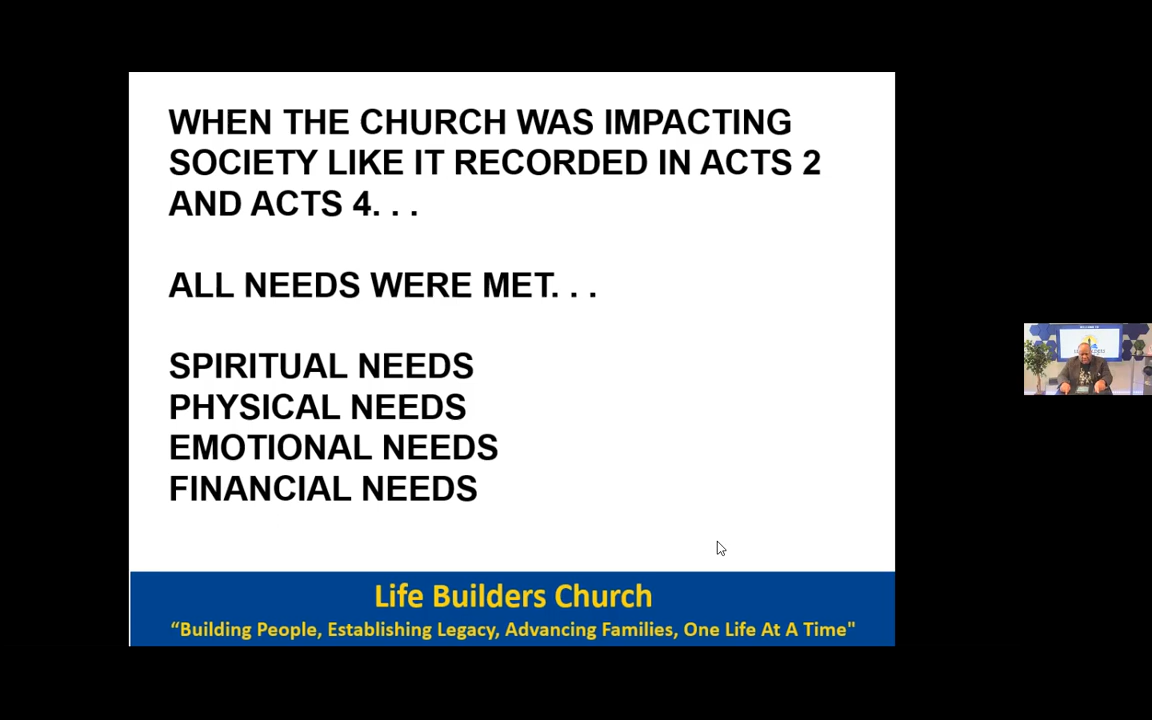 WHEN THE CHURCH WAS IMPACTING
SOCIETY LIKE IT RECORDED IN ACTS 2
AND ACTS 4. . .
ALL NEEDS WERE MET. . .
SPIRITUAL NEEDS
PHYSICAL NEEDS
EMOTIONAL NEEDS
FINANCIAL NEEDS
Life Builders Church
“Building People, Establishing Legacy, Advancing Families, One Life At A Time"